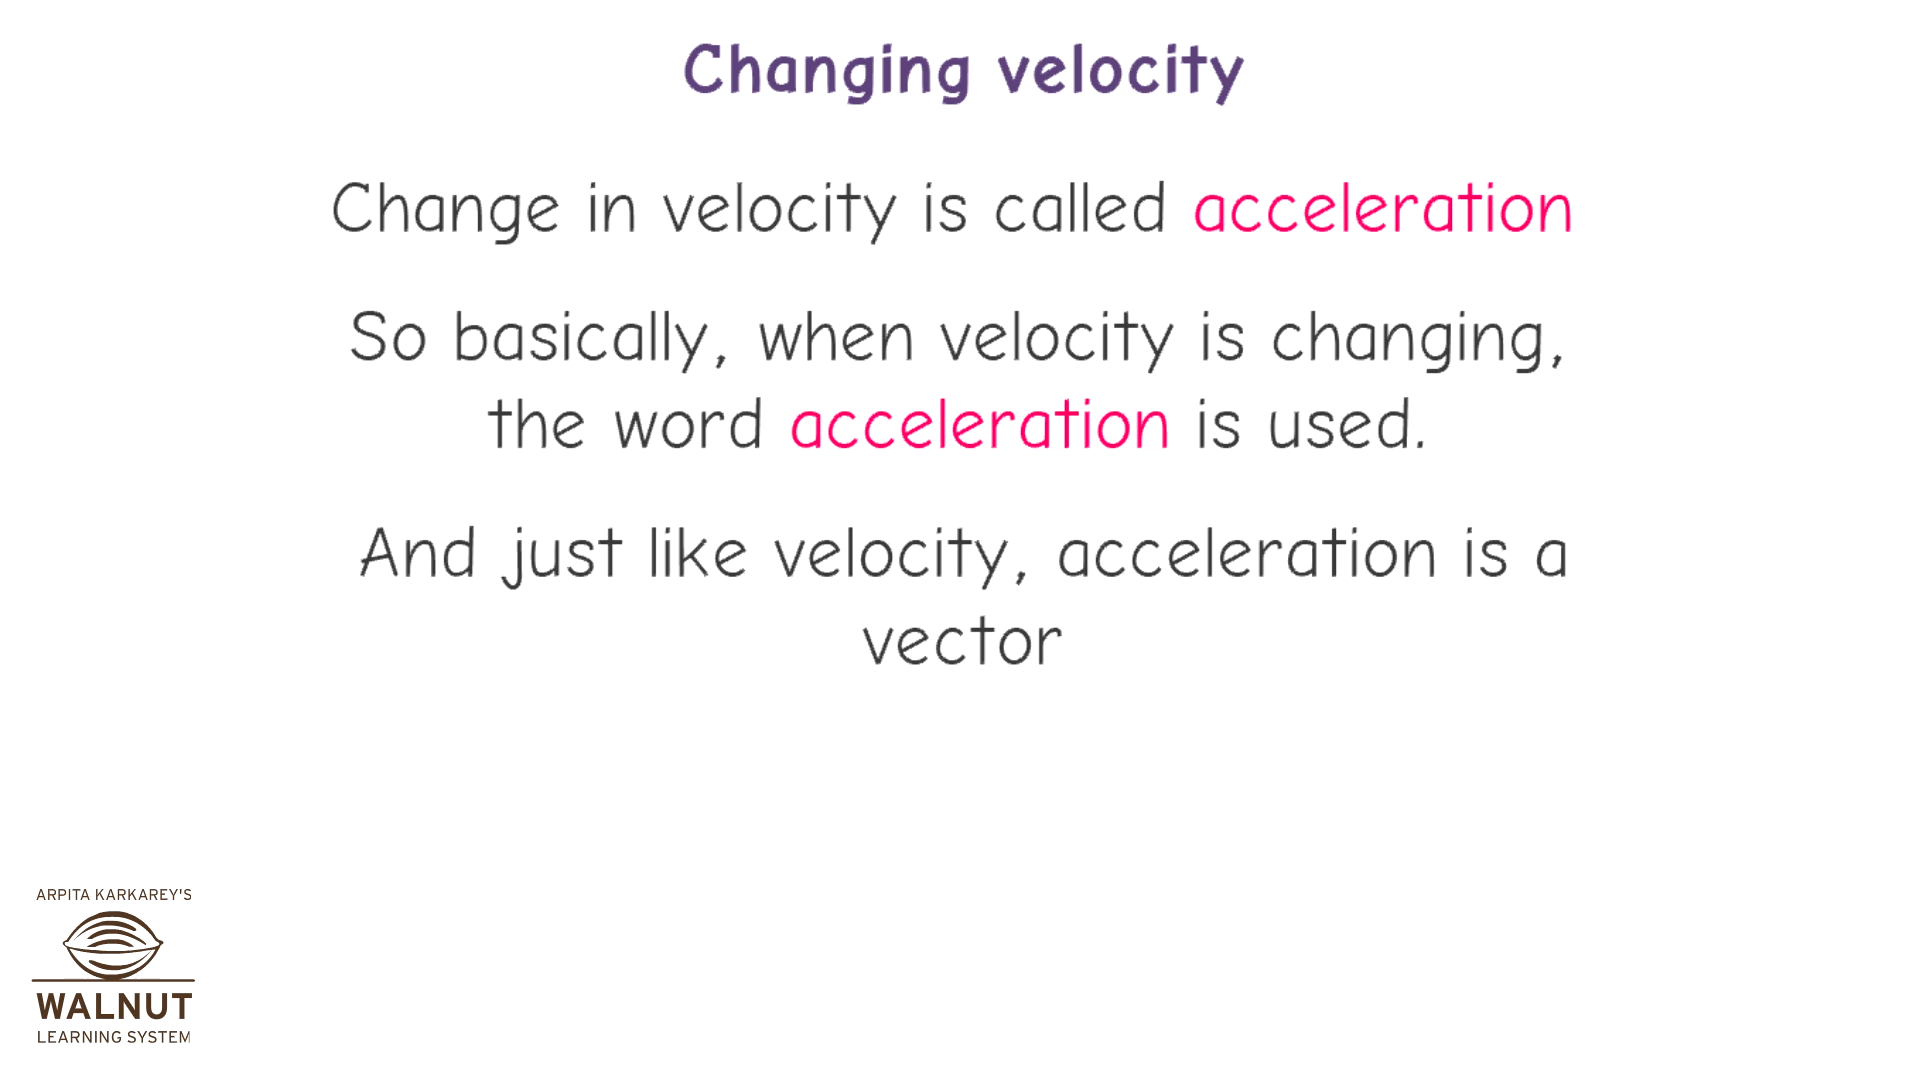 Changing velocity
Change in velocity is called acceleration
So basically, when velocity is changing,
the word acceleration is used.
And just like velocity, acceleration is a
vector
ARPITA KARKAREY'S
WALNUT
LEARNING SYSTEM